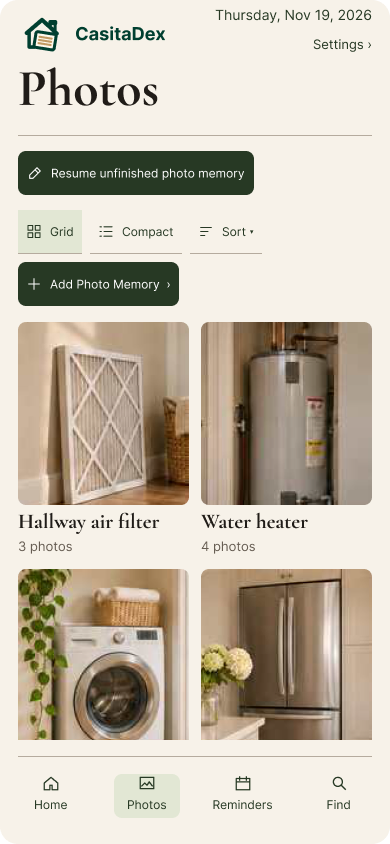 CasitaDex
Thursday, Nov 19, 2026
Settings ›
Photos
Resume unfinished photo memory
Grid
Compact
Sort ▾
+ Add Photo Memory ›
Hallway air filter
3 photos
Water heater
4 photos
Home
Photos
Reminders
Find